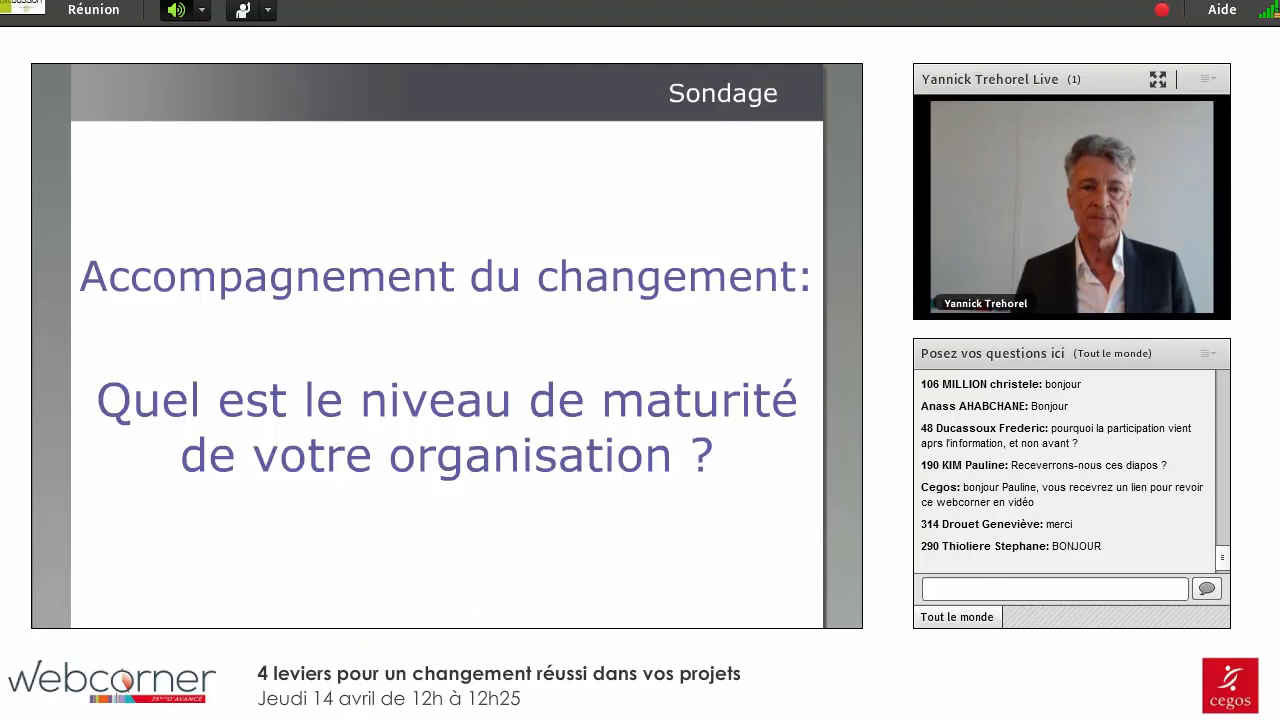 Réunion
Aide
Sondage
Accompagnement du changement:
Quel est le niveau de maturité
de votre organisation ?
Yannick Trehorel Live (1)
Yannick Trehorel
Posez vos questions ici (Tout le monde)
106 MILLION christele: bonjour
Anass AHABCHANE: Bonjour
48 Ducassoux Frederic: pourquoi la participation vient
aprs l'information, et non avant ?
190 KIM Pauline: Receverrons-nous ces diapos ?
Cegos: bonjour Pauline, vous recevrez un lien pour revoir
ce webcorner en vidéo
314 Drouet Geneviève: merci
290 Thioliere Stephane: BONJOUR
Tout le monde
webcorner
4 leviers pour un changement réussi dans vos projets
Jeudi 14 avril de 12h à 12h25
cegos